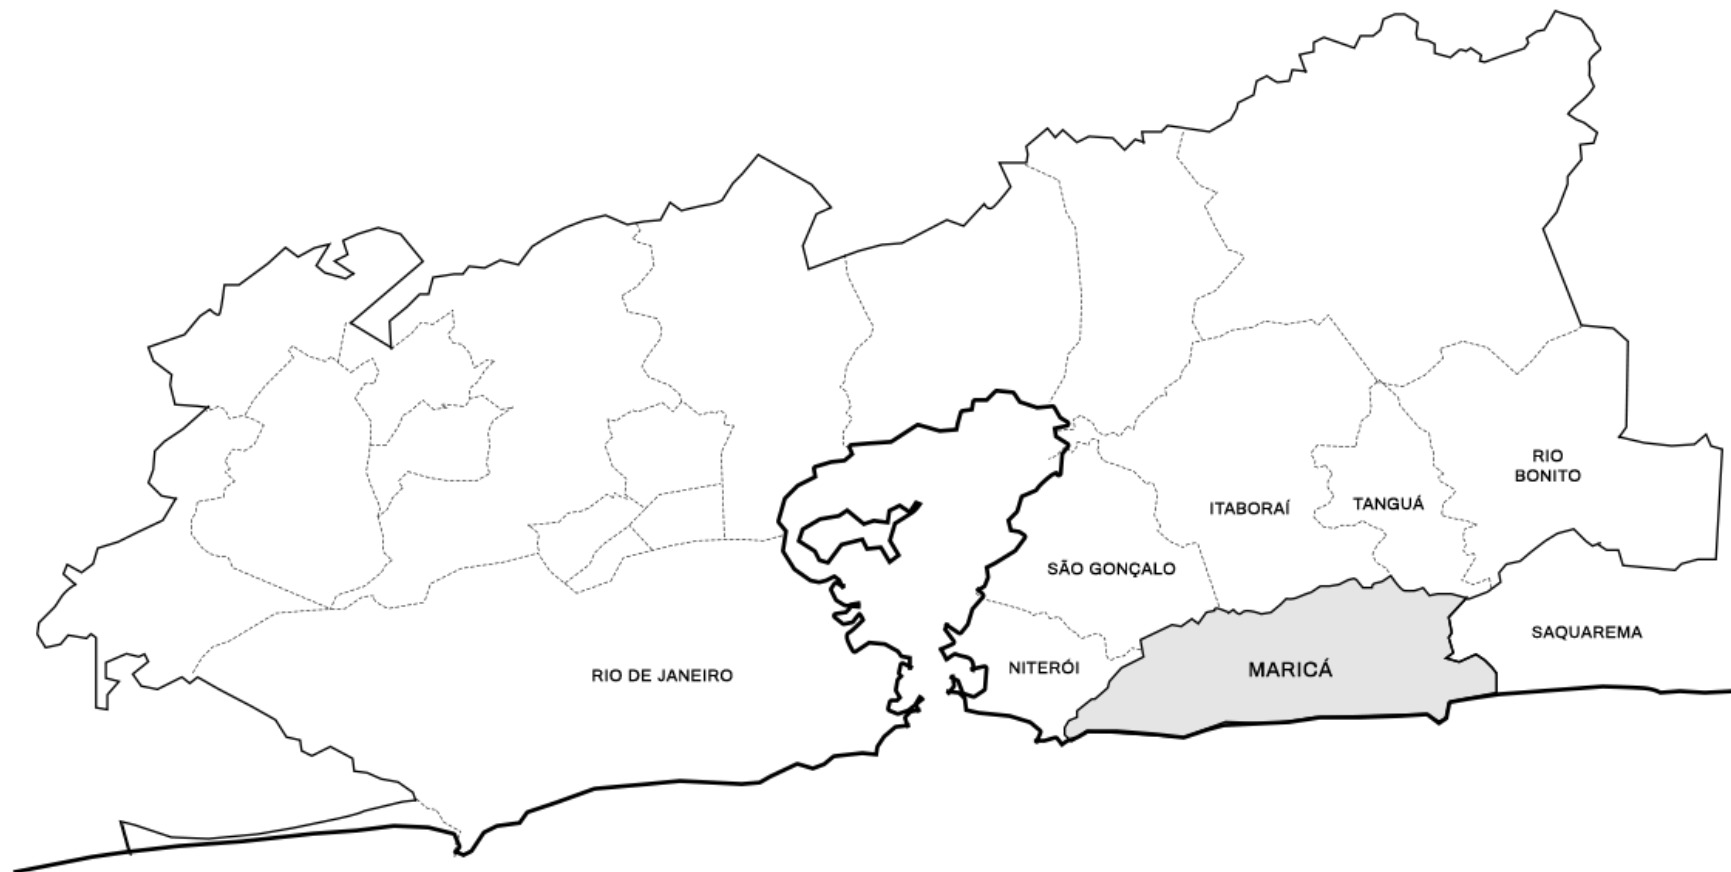 RIO
BONITO
ITABORAÍ
TANGUÁ
SÃO GONÇALO
SAQUAREMA
RIO DE JANEIRO
NITERÓI
MARICÁ